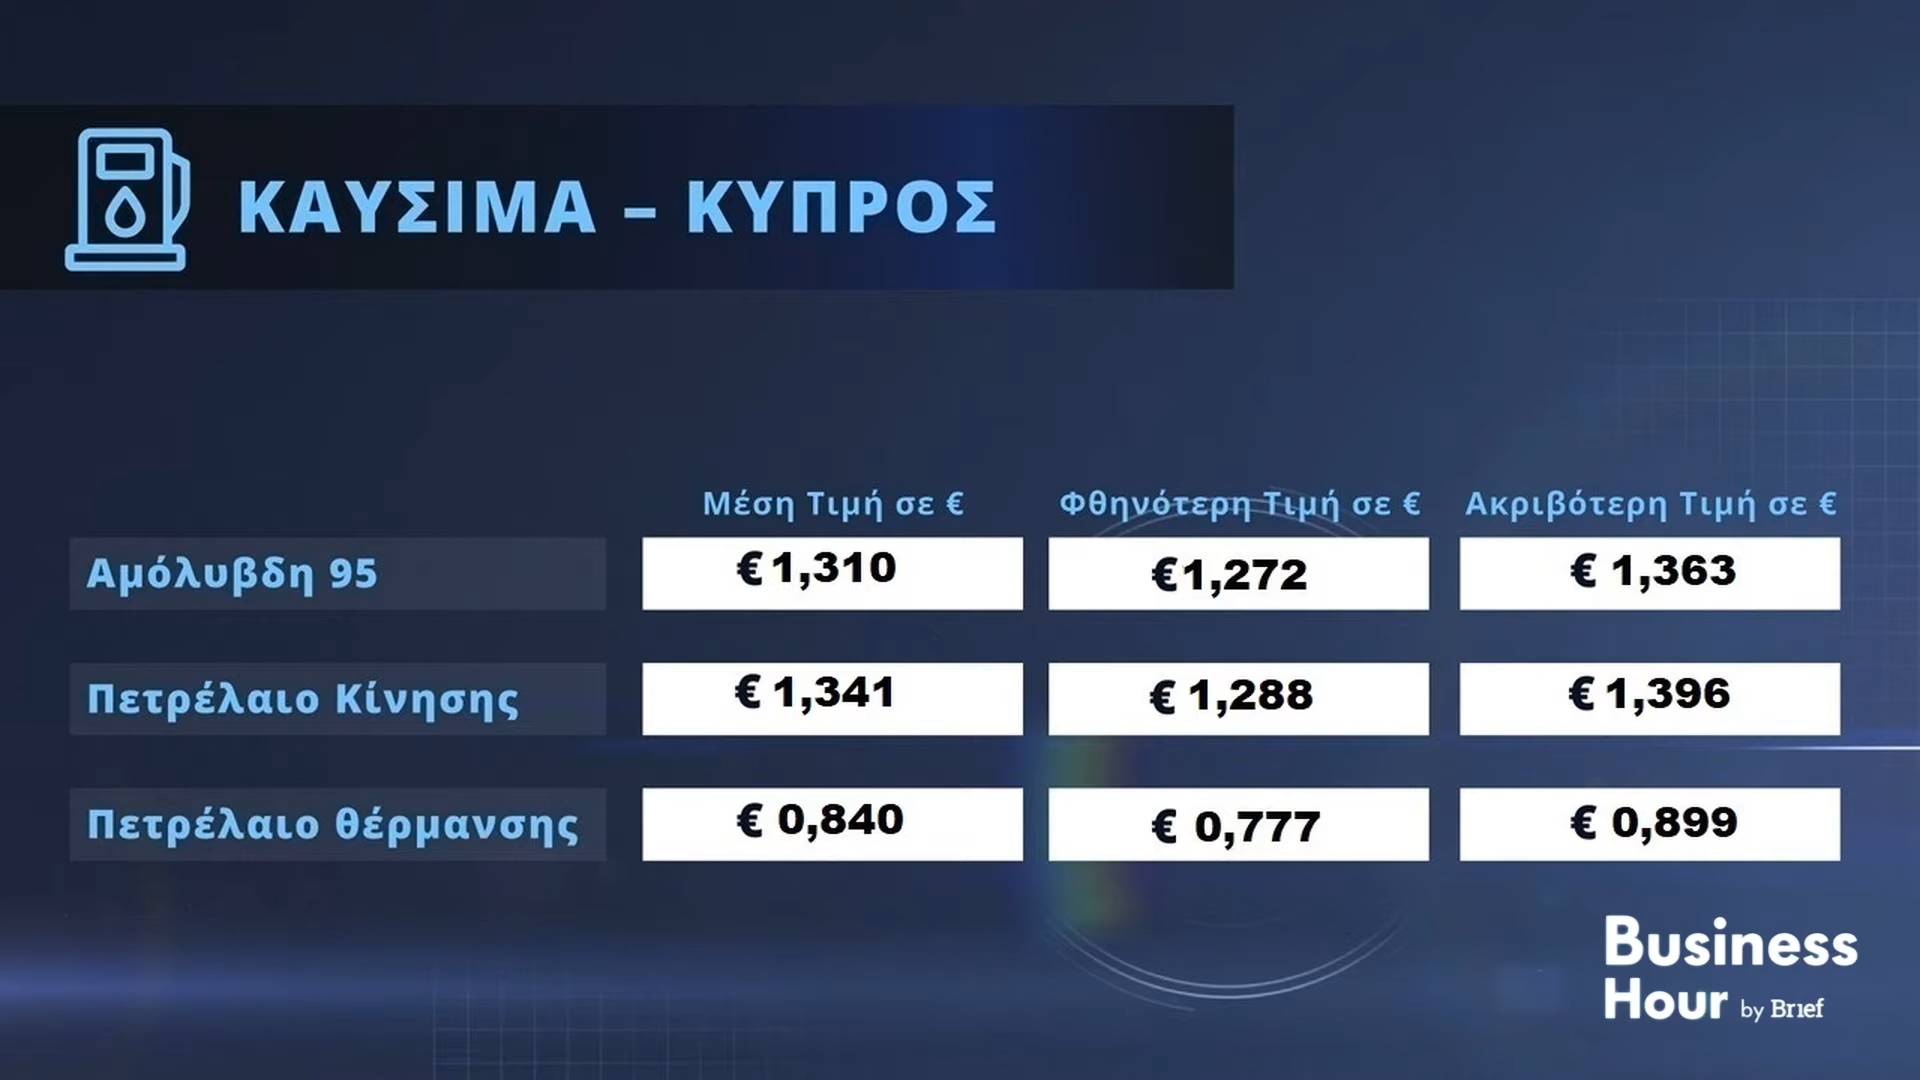 ΚΑΥΣΙΜΑ – ΚΥΠΡΟΣ
Μέση Τιμή σε € Φθηνότερη Τιμή σε € Ακριβότερη Τιμή σε €
Αμόλυβδη 95 € 1,310 €1,272 € 1,363
Πετρέλαιο Κίνησης € 1,341 € 1,288 € 1,396
Πετρέλαιο θέρμανσης € 0,840 € 0,777 € 0,899
Business
Hour by Brief